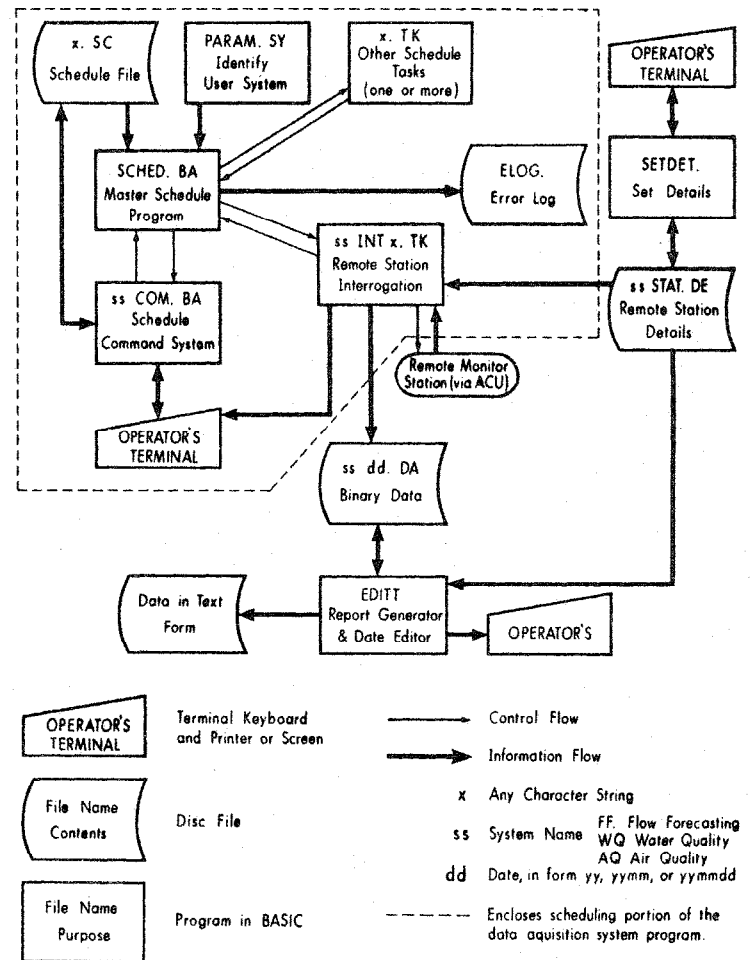 x. SC
Schedule File
PARAM. SY
Identify
User System
x. TK
Other Schedule
Tasks
(one or more)
OPERATOR'S
TERMINAL
SCHED. BA
Master Schedule
Program
ELOG.
Error Log
SETDET.
Set Details
ss INT x. TK
Remote Station
Interrogation
ss COM. BA
Schedule
Command System
ss STAT. DE
Remote Station
Details
Remote Monitor
Station (via ACU)
OPERATOR'S
TERMINAL
ss dd. DA
Binary Data
Data in Text
Form
EDITT
Report Generator
& Date Editor
OPERATOR'S
OPERATOR'S
TERMINAL
Terminal Keyboard
and Printer or Screen
File Name
Contents
Disc File
File Name
Purpose
Program in BASIC
Control Flow
Information Flow
x Any Character String
ss System Name FF. Flow Forecasting
WQ Water Quality
AQ Air Quality
dd Date, in form yy, yymm, or yymmdd
Encloses scheduling portion of the
data aquisition system program.